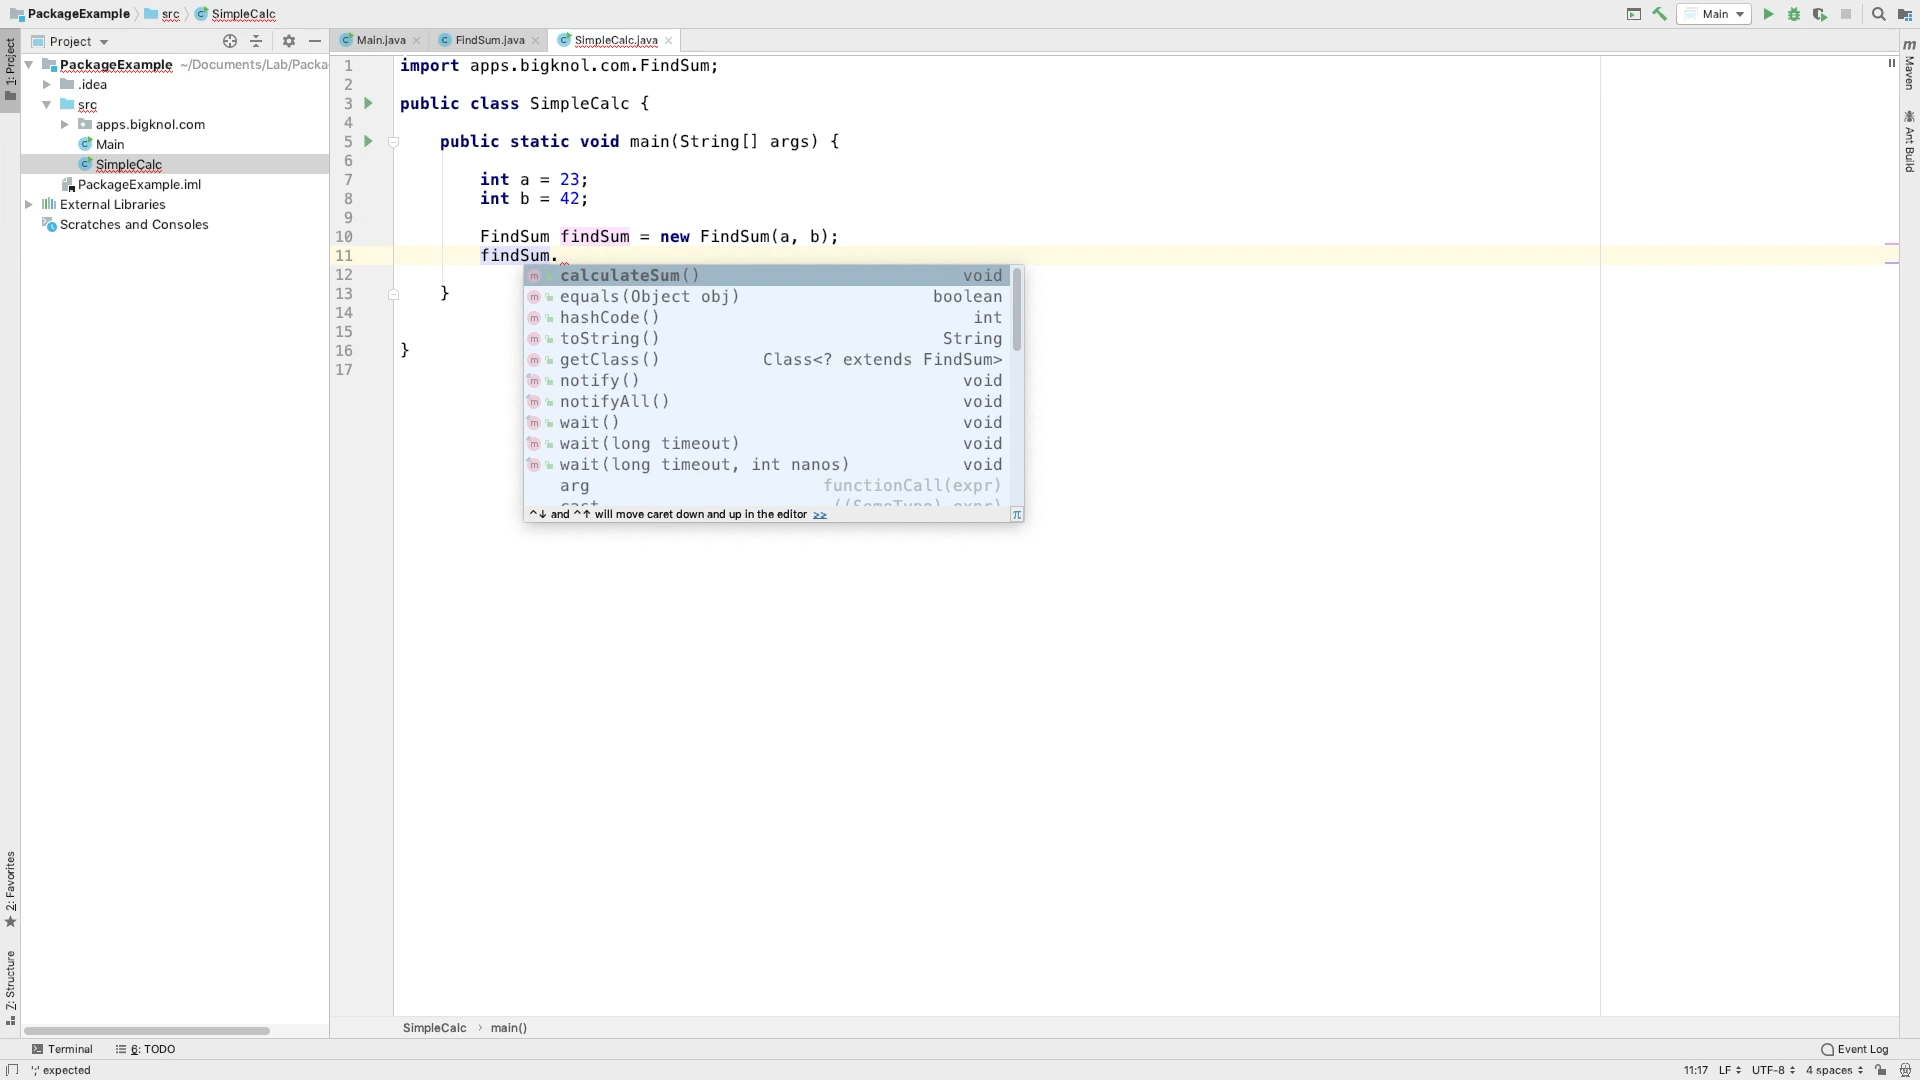 PackageExample src SimpleCalc Main
Project
Main.java FindSum.java SimpleCalc.java
1: Project
PackageExample ~/Documents/Lab/Packa
.idea
src
apps.bigknol.com
Main
SimpleCalc
PackageExample.iml
External Libraries
Scratches and Consoles
2: Favorites
7: Structure
1 import apps.bigknol.com.FindSum;
2
3 public class SimpleCalc {
4
5 public static void main(String[] args) {
6
7 int a = 23;
8 int b = 42;
9
10 FindSum findSum = new FindSum(a, b);
11 findSum.
12
13 }
14
15
16 }
17
calculateSum() void
equals(Object obj) boolean
hashCode() int
toString() String
getClass() Class<? extends FindSum>
notify() void
notifyAll() void
wait() void
wait(long timeout) void
wait(long timeout, int nanos) void
arg functionCall(expr)
cast ((SomeType) expr)
^↓ and ^↑ will move caret down and up in the editor >> π
m Maven
Ant Build
SimpleCalc › main()
Terminal 6: TODO Event Log
';' expected 11:17 LF UTF-8 4 spaces